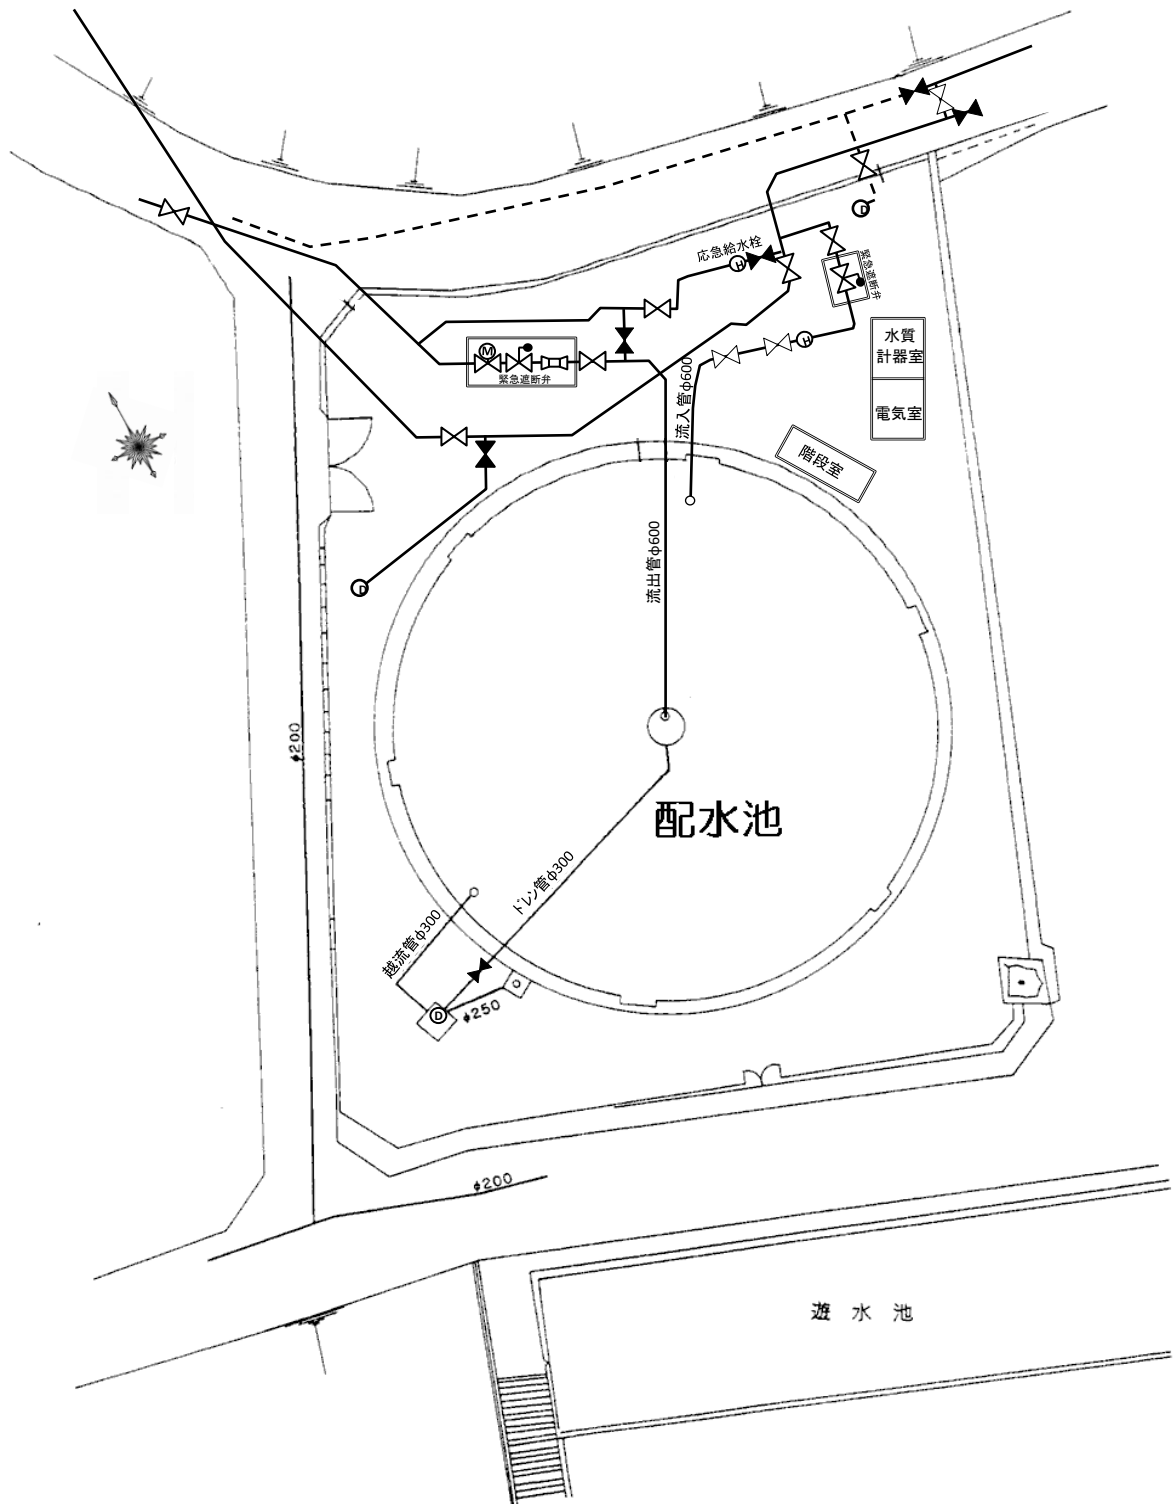 D
応急給水栓
H
緊急遮断弁
水質
計器室
M
緊急遮断弁
H
流入管φ600
電気室
階段室
流出管φ600
D
φ200
配水池
ドレン管φ300
越流管φ300
D
φ250
φ200
遊水池